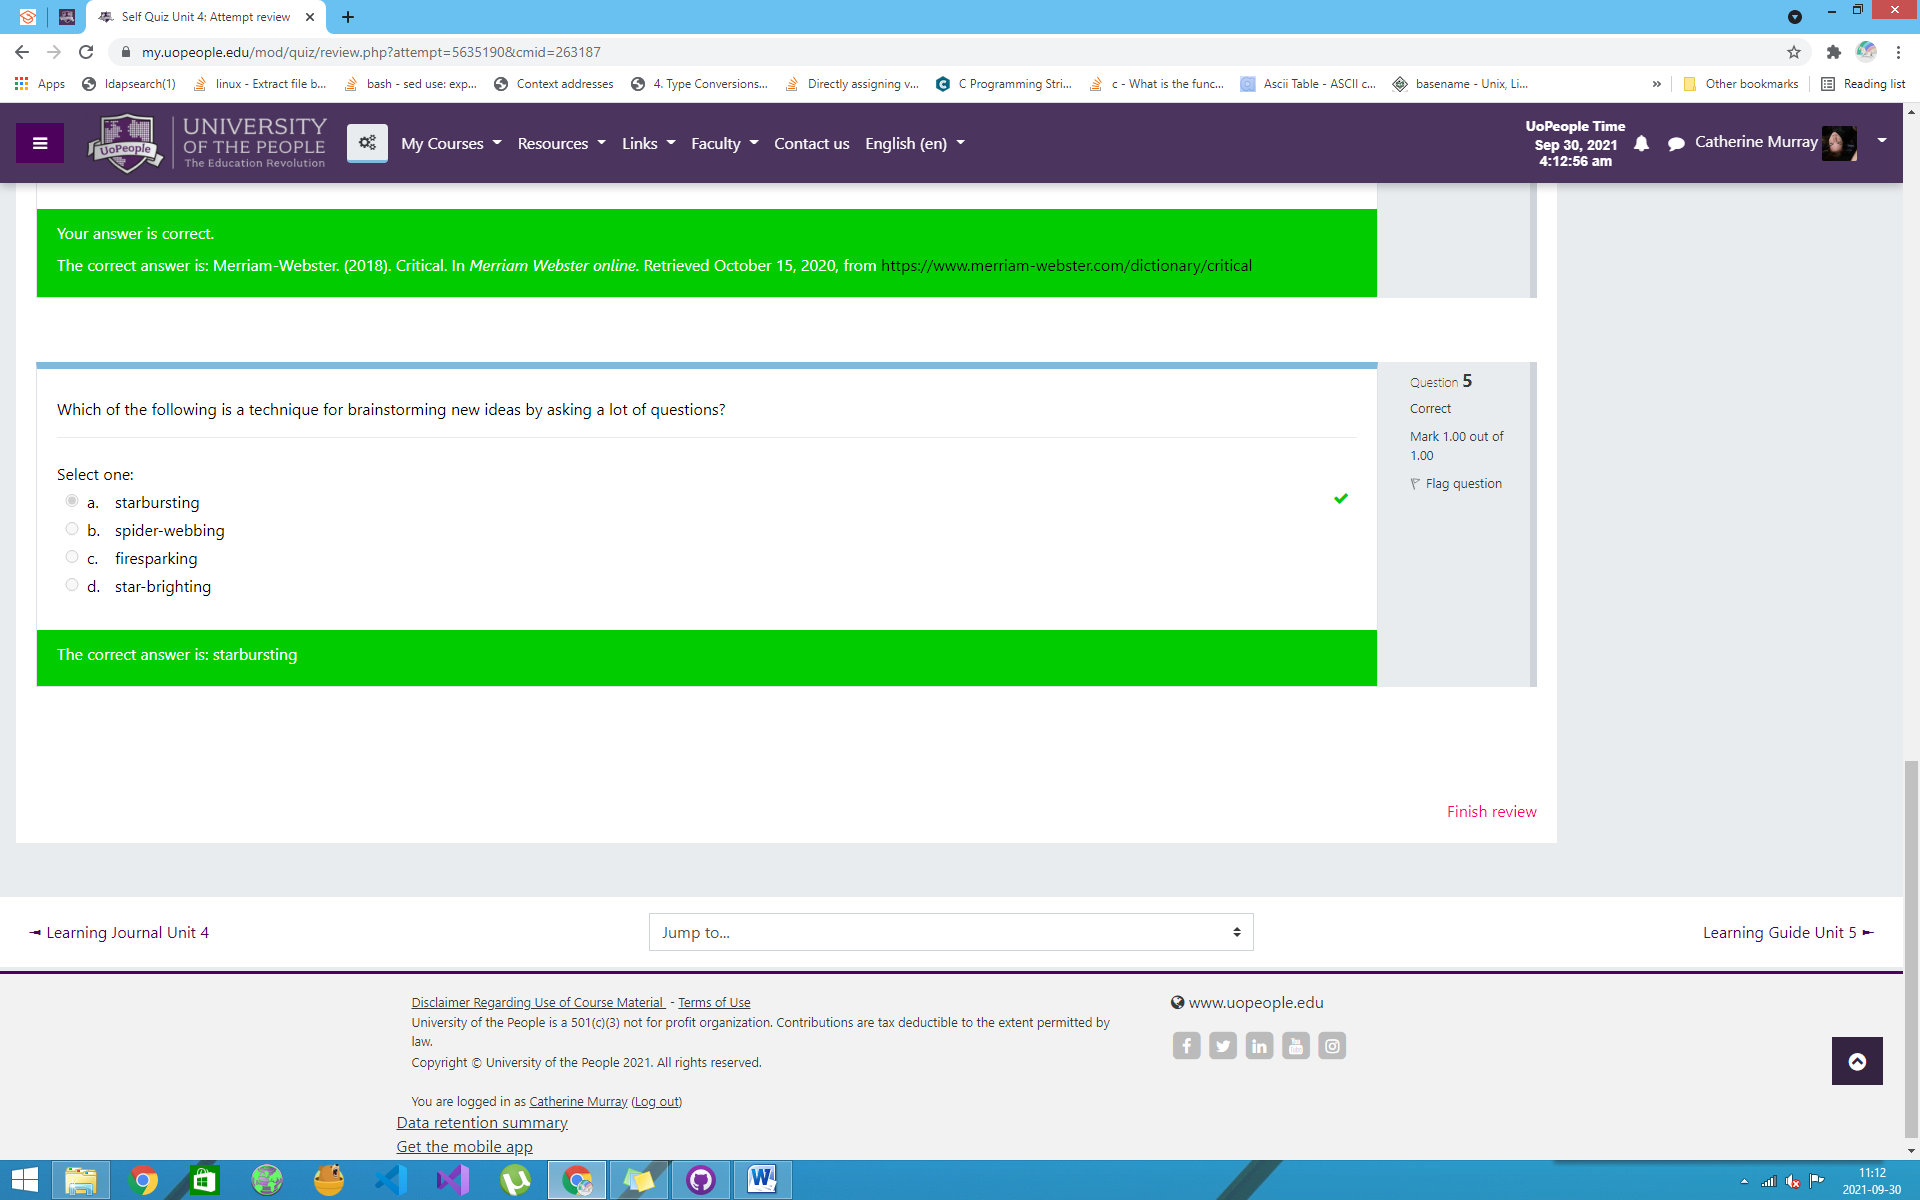 Self Quiz Unit 4: Attempt review
my.uopeople.edu/mod/quiz/review.php?attempt=5635190&cmid=263187
Apps
ldapsearch(1)
linux - Extract file b...
bash - sed use: exp...
Context addresses
4. Type Conversions...
Directly assigning v...
C Programming Stri...
c - What is the func...
Ascii Table - ASCII c...
basename - Unix, Li...
»
Other bookmarks
Reading list
UoPeople
UNIVERSITY
OF THE PEOPLE
The Education Revolution
My Courses
Resources
Links
Faculty
Contact us
English (en)
UoPeople Time
Sep 30, 2021
4:12:56 am
Catherine Murray
Your answer is correct.
The correct answer is: Merriam-Webster. (2018). Critical. In Merriam Webster online. Retrieved October 15, 2020, from https://www.merriam-webster.com/dictionary/critical
Which of the following is a technique for brainstorming new ideas by asking a lot of questions?
Select one:
a. starbursting
b. spider-webbing
c. firesparking
d. star-brighting
The correct answer is: starbursting
Question 5
Correct
Mark 1.00 out of
1.00
Flag question
Finish review
Learning Journal Unit 4
Jump to...
Learning Guide Unit 5
Disclaimer Regarding Use of Course Material - Terms of Use
University of the People is a 501(c)(3) not for profit organization. Contributions are tax deductible to the extent permitted by
law.
Copyright © University of the People 2021. All rights reserved.
You are logged in as Catherine Murray (Log out)
Data retention summary
Get the mobile app
www.uopeople.edu
11:12
2021-09-30